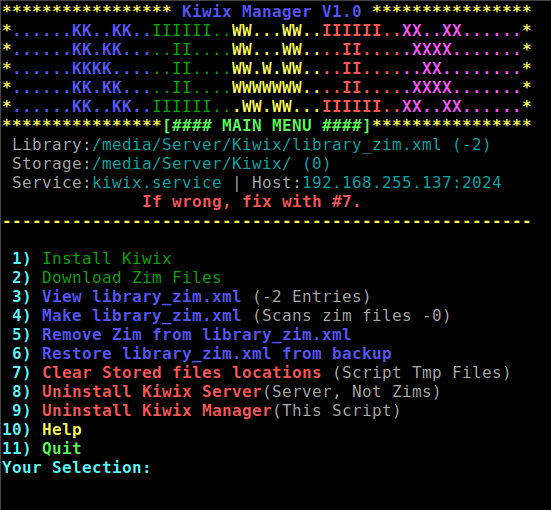 ***************** Kiwix Manager V1.0 ****************
*......KK..KK..IIIIII..WW...WW..IIIIII..XX..XX......*
*......KK.KK.....II....WW...WW....II.....XXXX.......*
*......KKKK......II....WW.W.WW....II......XX........*
*......KK.KK.....II....WWWWWWW....II.....XXXX.......*
*......KK..KK..IIIIII...WW.WW...IIIIII..XX..XX......*
****************[#### MAIN MENU ####]****************
Library:/media/Server/Kiwix/library_zim.xml (-2)
Storage:/media/Server/Kiwix/ (0)
Service:kiwix.service | Host:192.168.255.137:2024
If wrong, fix with #7.
-----------------------------------------------------
1) Install Kiwix
2) Download Zim Files
3) View library_zim.xml (-2 Entries)
4) Make library_zim.xml (Scans zim files -0)
5) Remove Zim from library_zim.xml
6) Restore library_zim.xml from backup
7) Clear Stored files locations (Script Tmp Files)
8) Uninstall Kiwix Server(Server, Not Zims)
9) Uninstall Kiwix Manager(This Script)
10) Help
11) Quit
Your Selection: